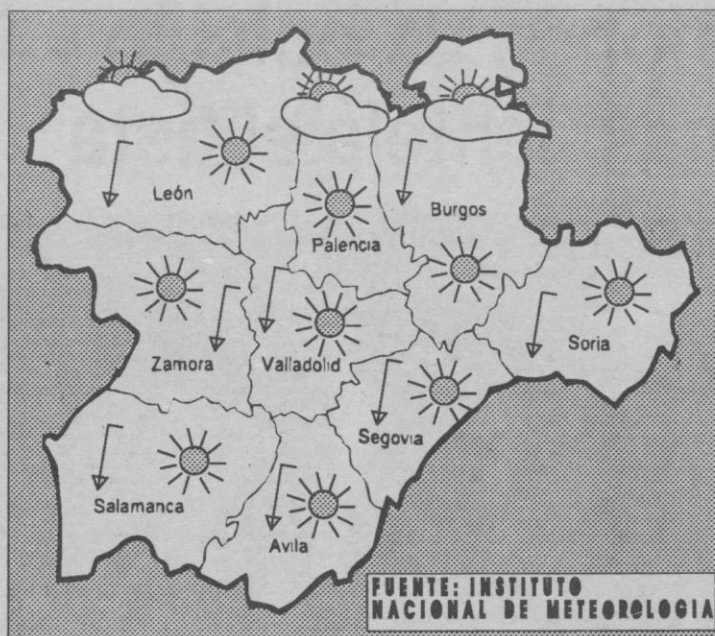 León
Burgos
Palencia
Soria
Zamora
Valladolid
Segovia
Salamanca
Avila
FUENTE: INSTITUTO
NACIONAL DE METEOROLOGIA